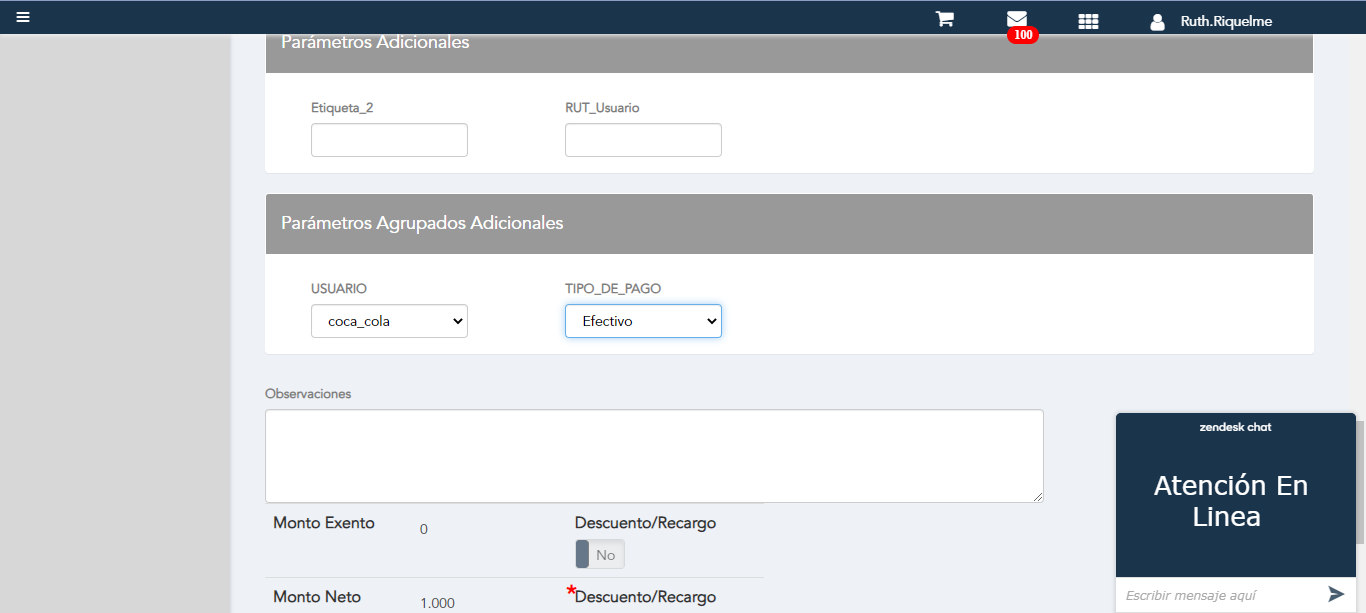 100
Ruth.Riquelme
Parámetros Adicionales
Etiqueta_2
RUT_Usuario
Parámetros Agrupados Adicionales
USUARIO
TIPO_DE_PAGO
coca_cola
Efectivo
Observaciones
Monto Exento
0
Descuento/Recargo
No
Monto Neto
1.000
*Descuento/Recargo
zendesk chat
Atención En
Linea
Escribir mensaje aquí